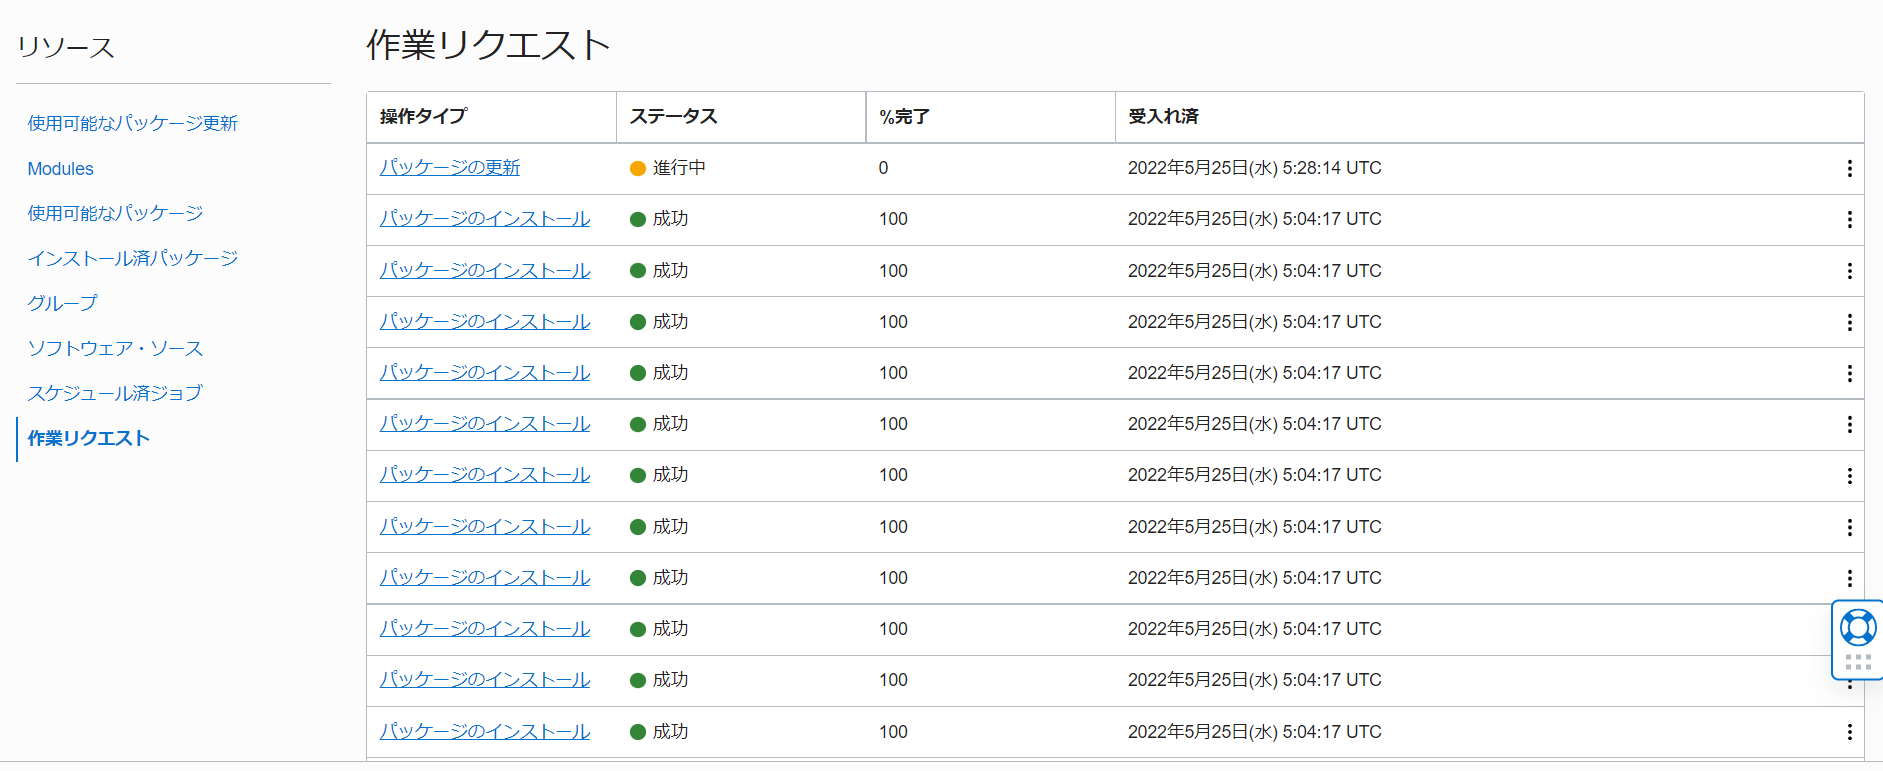 リソース
使用可能なパッケージ更新
Modules
使用可能なパッケージ
インストール済パッケージ
グループ
ソフトウェア・ソース
スケジュール済ジョブ
作業リクエスト
作業リクエスト
操作タイプ ステータス %完了 受入れ済
パッケージの更新 進行中 0 2022年5月25日(水) 5:28:14 UTC
パッケージのインストール 成功 100 2022年5月25日(水) 5:04:17 UTC
パッケージのインストール 成功 100 2022年5月25日(水) 5:04:17 UTC
パッケージのインストール 成功 100 2022年5月25日(水) 5:04:17 UTC
パッケージのインストール 成功 100 2022年5月25日(水) 5:04:17 UTC
パッケージのインストール 成功 100 2022年5月25日(水) 5:04:17 UTC
パッケージのインストール 成功 100 2022年5月25日(水) 5:04:17 UTC
パッケージのインストール 成功 100 2022年5月25日(水) 5:04:17 UTC
パッケージのインストール 成功 100 2022年5月25日(水) 5:04:17 UTC
パッケージのインストール 成功 100 2022年5月25日(水) 5:04:17 UTC
パッケージのインストール 成功 100 2022年5月25日(水) 5:04:17 UTC
パッケージのインストール 成功 100 2022年5月25日(水) 5:04:17 UTC